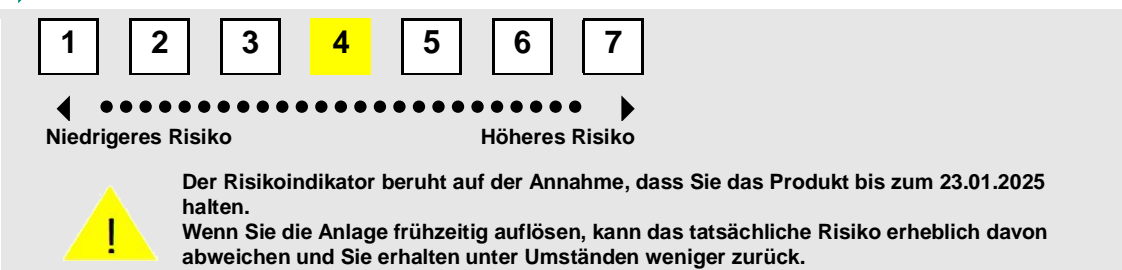 1 2 3 4 5 6 7
Niedrigeres Risiko Höheres Risiko
Der Risikoindikator beruht auf der Annahme, dass Sie das Produkt bis zum 23.01.2025
halten.
! Wenn Sie die Anlage frühzeitig auflösen, kann das tatsächliche Risiko erheblich davon
abweichen und Sie erhalten unter Umständen weniger zurück.